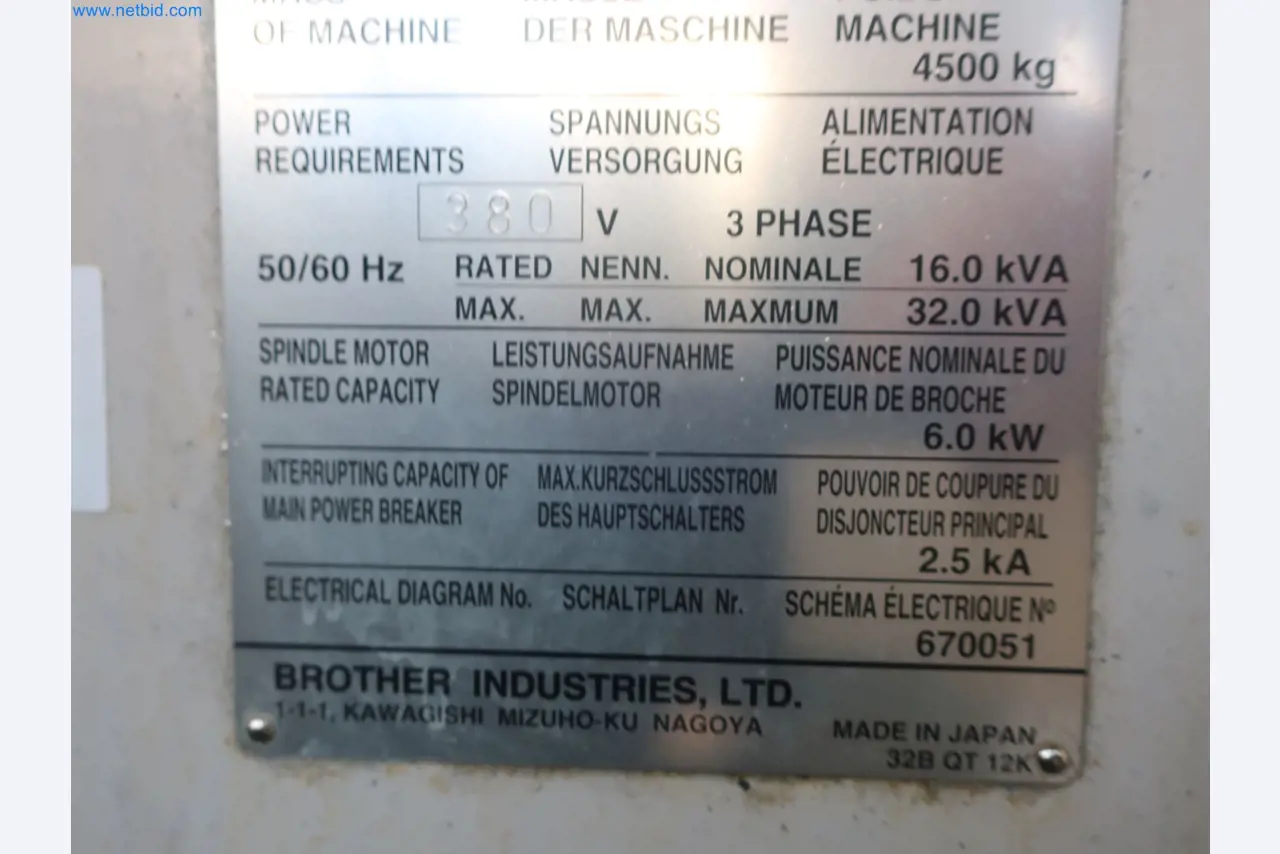 www.netbid.com
OF MACHINE DER MASCHINE MACHINE
4500 kg
POWER SPANNUNGS ALIMENTATION
REQUIREMENTS VERSORGUNG ÉLECTRIQUE
380 V 3 PHASE
50/60 Hz RATED NENN. NOMINALE 16.0 kVA
MAX. MAX. MAXMUM 32.0 kVA
SPINDLE MOTOR LEISTUNGSAUFNAHME PUISSANCE NOMINALE DU
RATED CAPACITY SPINDELMOTOR MOTEUR DE BROCHE
6.0 kW
INTERRUPTING CAPACITY OF MAX.KURZSCHLUSSSTROM POUVOIR DE COUPURE DU
MAIN POWER BREAKER DES HAUPTSCHALTERS DISJONCTEUR PRINCIPAL
2.5 kA
ELECTRICAL DIAGRAM No. SCHALTPLAN Nr. SCHÉMA ÉLECTRIQUE Nº
670051
BROTHER INDUSTRIES, LTD.
1-1-1, KAWAGISHI MIZUHO-KU NAGOYA MADE IN JAPAN
32B QT 12K